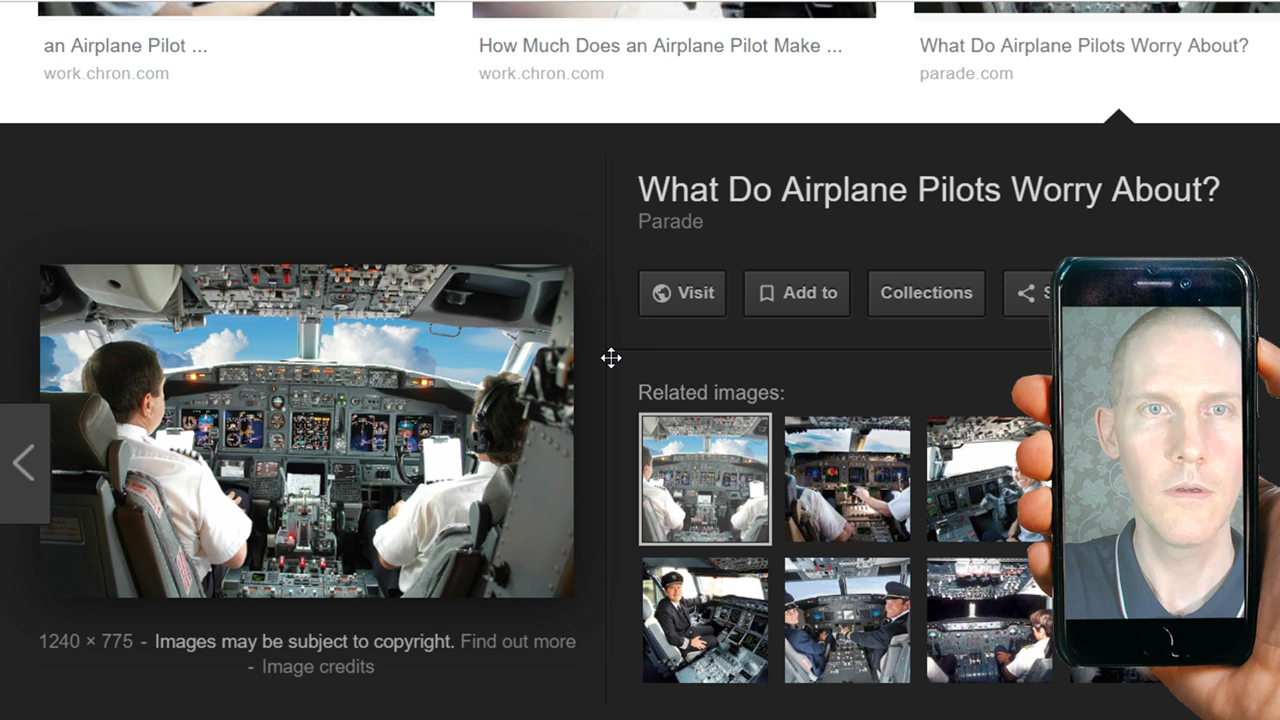 an Airplane Pilot ...
work.chron.com
How Much Does an Airplane Pilot Make ...
work.chron.com
What Do Airplane Pilots Worry About?
parade.com
What Do Airplane Pilots Worry About?
Parade
Visit
Add to
Collections
S
Related images:
1240 × 775 - Images may be subject to copyright. Find out more
- Image credits